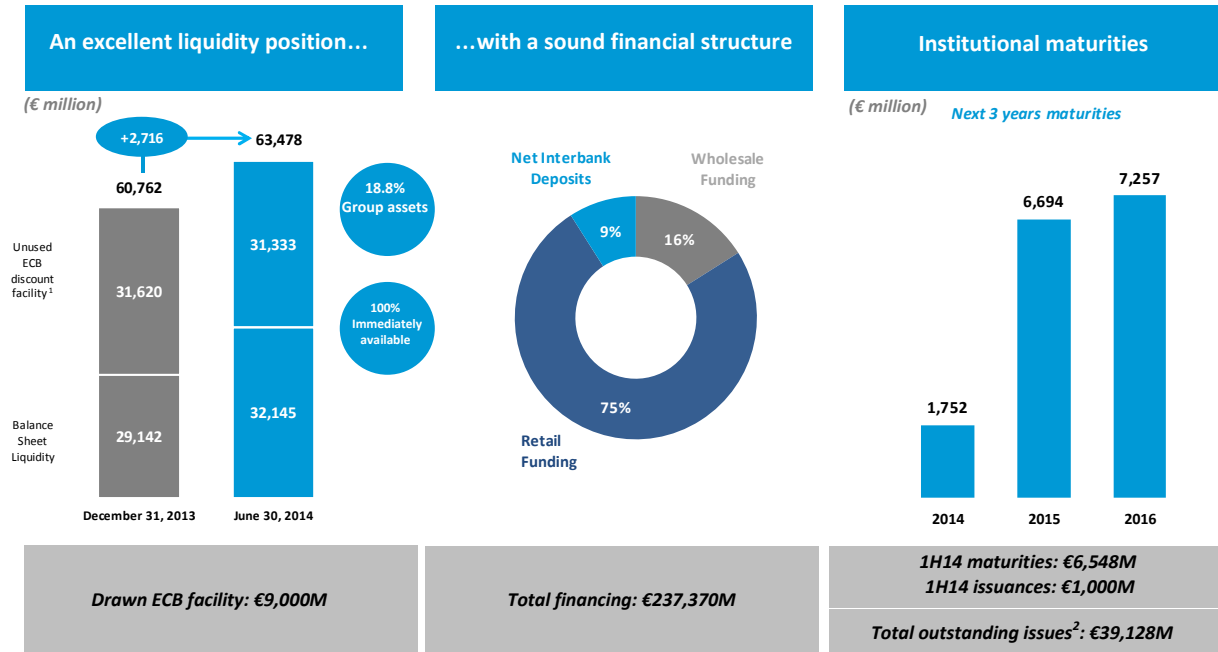 An excellent liquidity position…
(€ million)
+2,716
63,478
60,762
Unused
ECB
discount
facility1
31,620
31,333
Balance
Sheet
Liquidity
29,142
32,145
December 31, 2013
June 30, 2014
18.8%
Group assets
100%
Immediately
available
Drawn ECB facility: €9,000M
…with a sound financial structure
Net Interbank
Deposits
Wholesale
Funding
9%
16%
75%
Retail
Funding
Total financing: €237,370M
Institutional maturities
(€ million)
Next 3 years maturities
1,752
6,694
7,257
2014
2015
2016
1H14 maturities: €6,548M
1H14 issuances: €1,000M
Total outstanding issues2: €39,128M